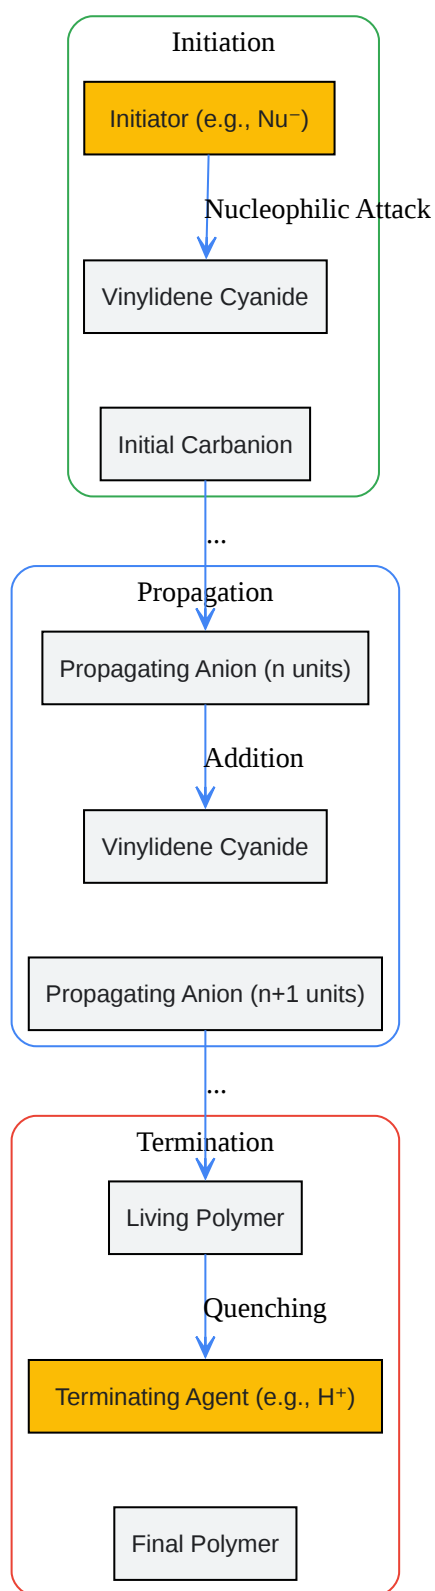 Initiation
Initiator (e.g., Nu⁻)
Nucleophilic Attack
Vinylidene Cyanide
Initial Carbanion
...
Propagation
Propagating Anion (n units)
Addition
Vinylidene Cyanide
Propagating Anion (n+1 units)
...
Termination
Living Polymer
Quenching
Terminating Agent (e.g., H⁺)
Final Polymer